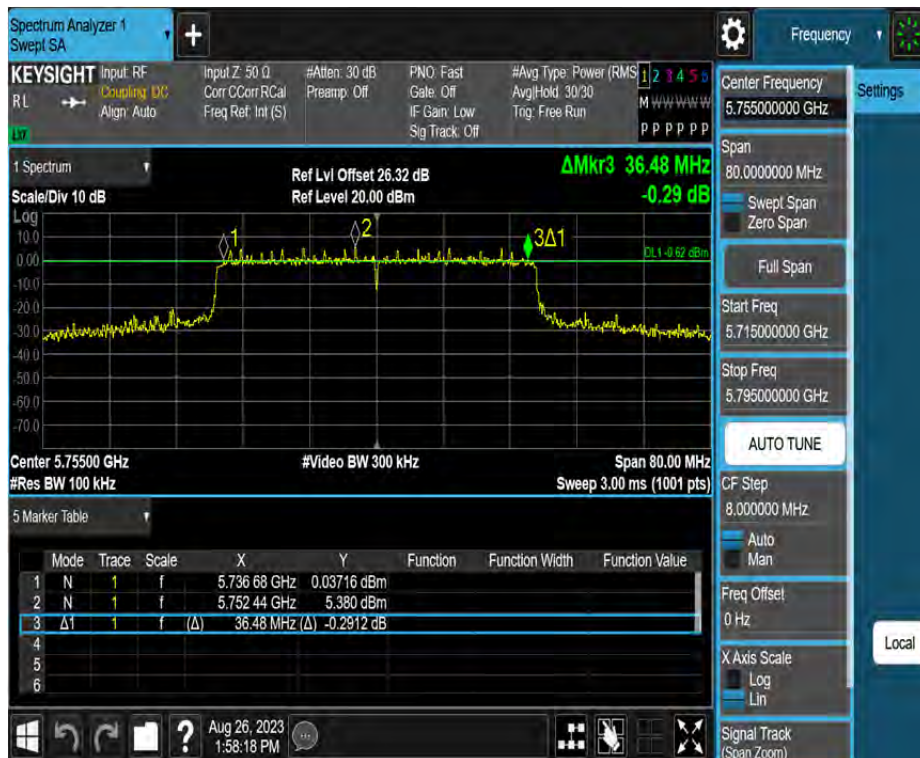 Spectrum Analyzer 1
Swept SA
Frequency
KEYSIGHT
RL
LXI
Input: RF
Coupling: DC
Align: Auto
Input Z: 50 Ω
Corr CCorr RCal
Freq Ref: Int (S)
#Atten: 30 dB
Preamp: Off
PNO: Fast
Gate: Off
IF Gain: Low
Sig Track: Off
#Avg Type: Power (RMS
Avg|Hold: 30/30
Trig: Free Run
1 2 3 4 5 6
M W W W W W
P P P P P P
1 Spectrum
Scale/Div 10 dB
Ref Lvl Offset 26.32 dB
Ref Level 20.00 dBm
ΔMkr3 36.48 MHz
-0.29 dB
Log
10.0
0.00
-10.0
-20.0
-30.0
-40.0
-50.0
-60.0
-70.0
1
2
3Δ1
DL1 -0.62 dBm
Center 5.75500 GHz
#Video BW 300 kHz
Span 80.00 MHz
#Res BW 100 kHz
Sweep 3.00 ms (1001 pts)
5 Marker Table
Mode Trace Scale X Y Function Function Width Function Value
1 N 1 f 5.736 68 GHz 0.03716 dBm
2 N 1 f 5.752 44 GHz 5.380 dBm
3 Δ1 1 f (Δ) 36.48 MHz (Δ) -0.2912 dB
4
5
6
Aug 26, 2023
1:58:18 PM
Center Frequency
5.755000000 GHz
Settings
Span
80.0000000 MHz
Swept Span
Zero Span
Full Span
Start Freq
5.715000000 GHz
Stop Freq
5.795000000 GHz
AUTO TUNE
CF Step
8.000000 MHz
Auto
Man
Freq Offset
0 Hz
Local
X Axis Scale
Log
Lin
Signal Track
(Span Zoom)